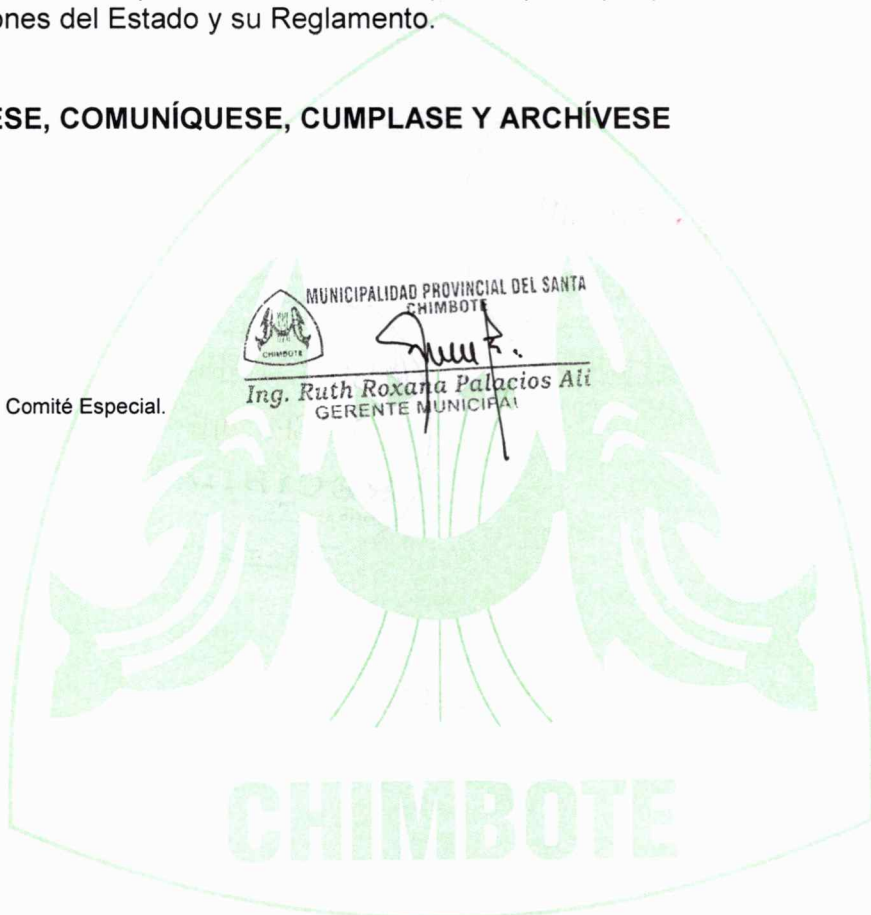 ones del Estado y su Reglamento.
ESE, COMUNÍQUESE, CUMPLASE Y ARCHÍVESE
MUNICIPALIDAD PROVINCIAL DEL SANTA
CHIMBOTE
CHIMBOTE
Ing. Ruth Roxana Palacios Ali
GERENTE MUNICIPAL
Comité Especial.
CHIMBOTE